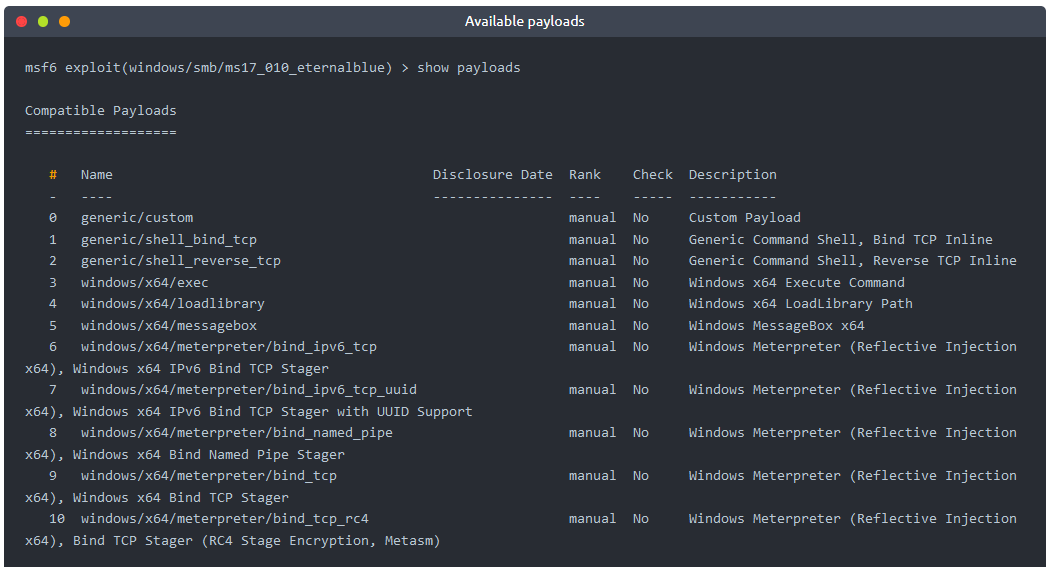 Available payloads
msf6 exploit(windows/smb/ms17_010_eternalblue) > show payloads
Compatible Payloads
===================
# Name Disclosure Date Rank Check Description
- ---- --------------- ---- ----- -----------
0 generic/custom manual No Custom Payload
1 generic/shell_bind_tcp manual No Generic Command Shell, Bind TCP Inline
2 generic/shell_reverse_tcp manual No Generic Command Shell, Reverse TCP Inline
3 windows/x64/exec manual No Windows x64 Execute Command
4 windows/x64/loadlibrary manual No Windows x64 LoadLibrary Path
5 windows/x64/messagebox manual No Windows MessageBox x64
6 windows/x64/meterpreter/bind_ipv6_tcp manual No Windows Meterpreter (Reflective Injection
x64), Windows x64 IPv6 Bind TCP Stager
7 windows/x64/meterpreter/bind_ipv6_tcp_uuid manual No Windows Meterpreter (Reflective Injection
x64), Windows x64 IPv6 Bind TCP Stager with UUID Support
8 windows/x64/meterpreter/bind_named_pipe manual No Windows Meterpreter (Reflective Injection
x64), Windows x64 Bind Named Pipe Stager
9 windows/x64/meterpreter/bind_tcp manual No Windows Meterpreter (Reflective Injection
x64), Windows x64 Bind TCP Stager
10 windows/x64/meterpreter/bind_tcp_rc4 manual No Windows Meterpreter (Reflective Injection
x64), Bind TCP Stager (RC4 Stage Encryption, Metasm)